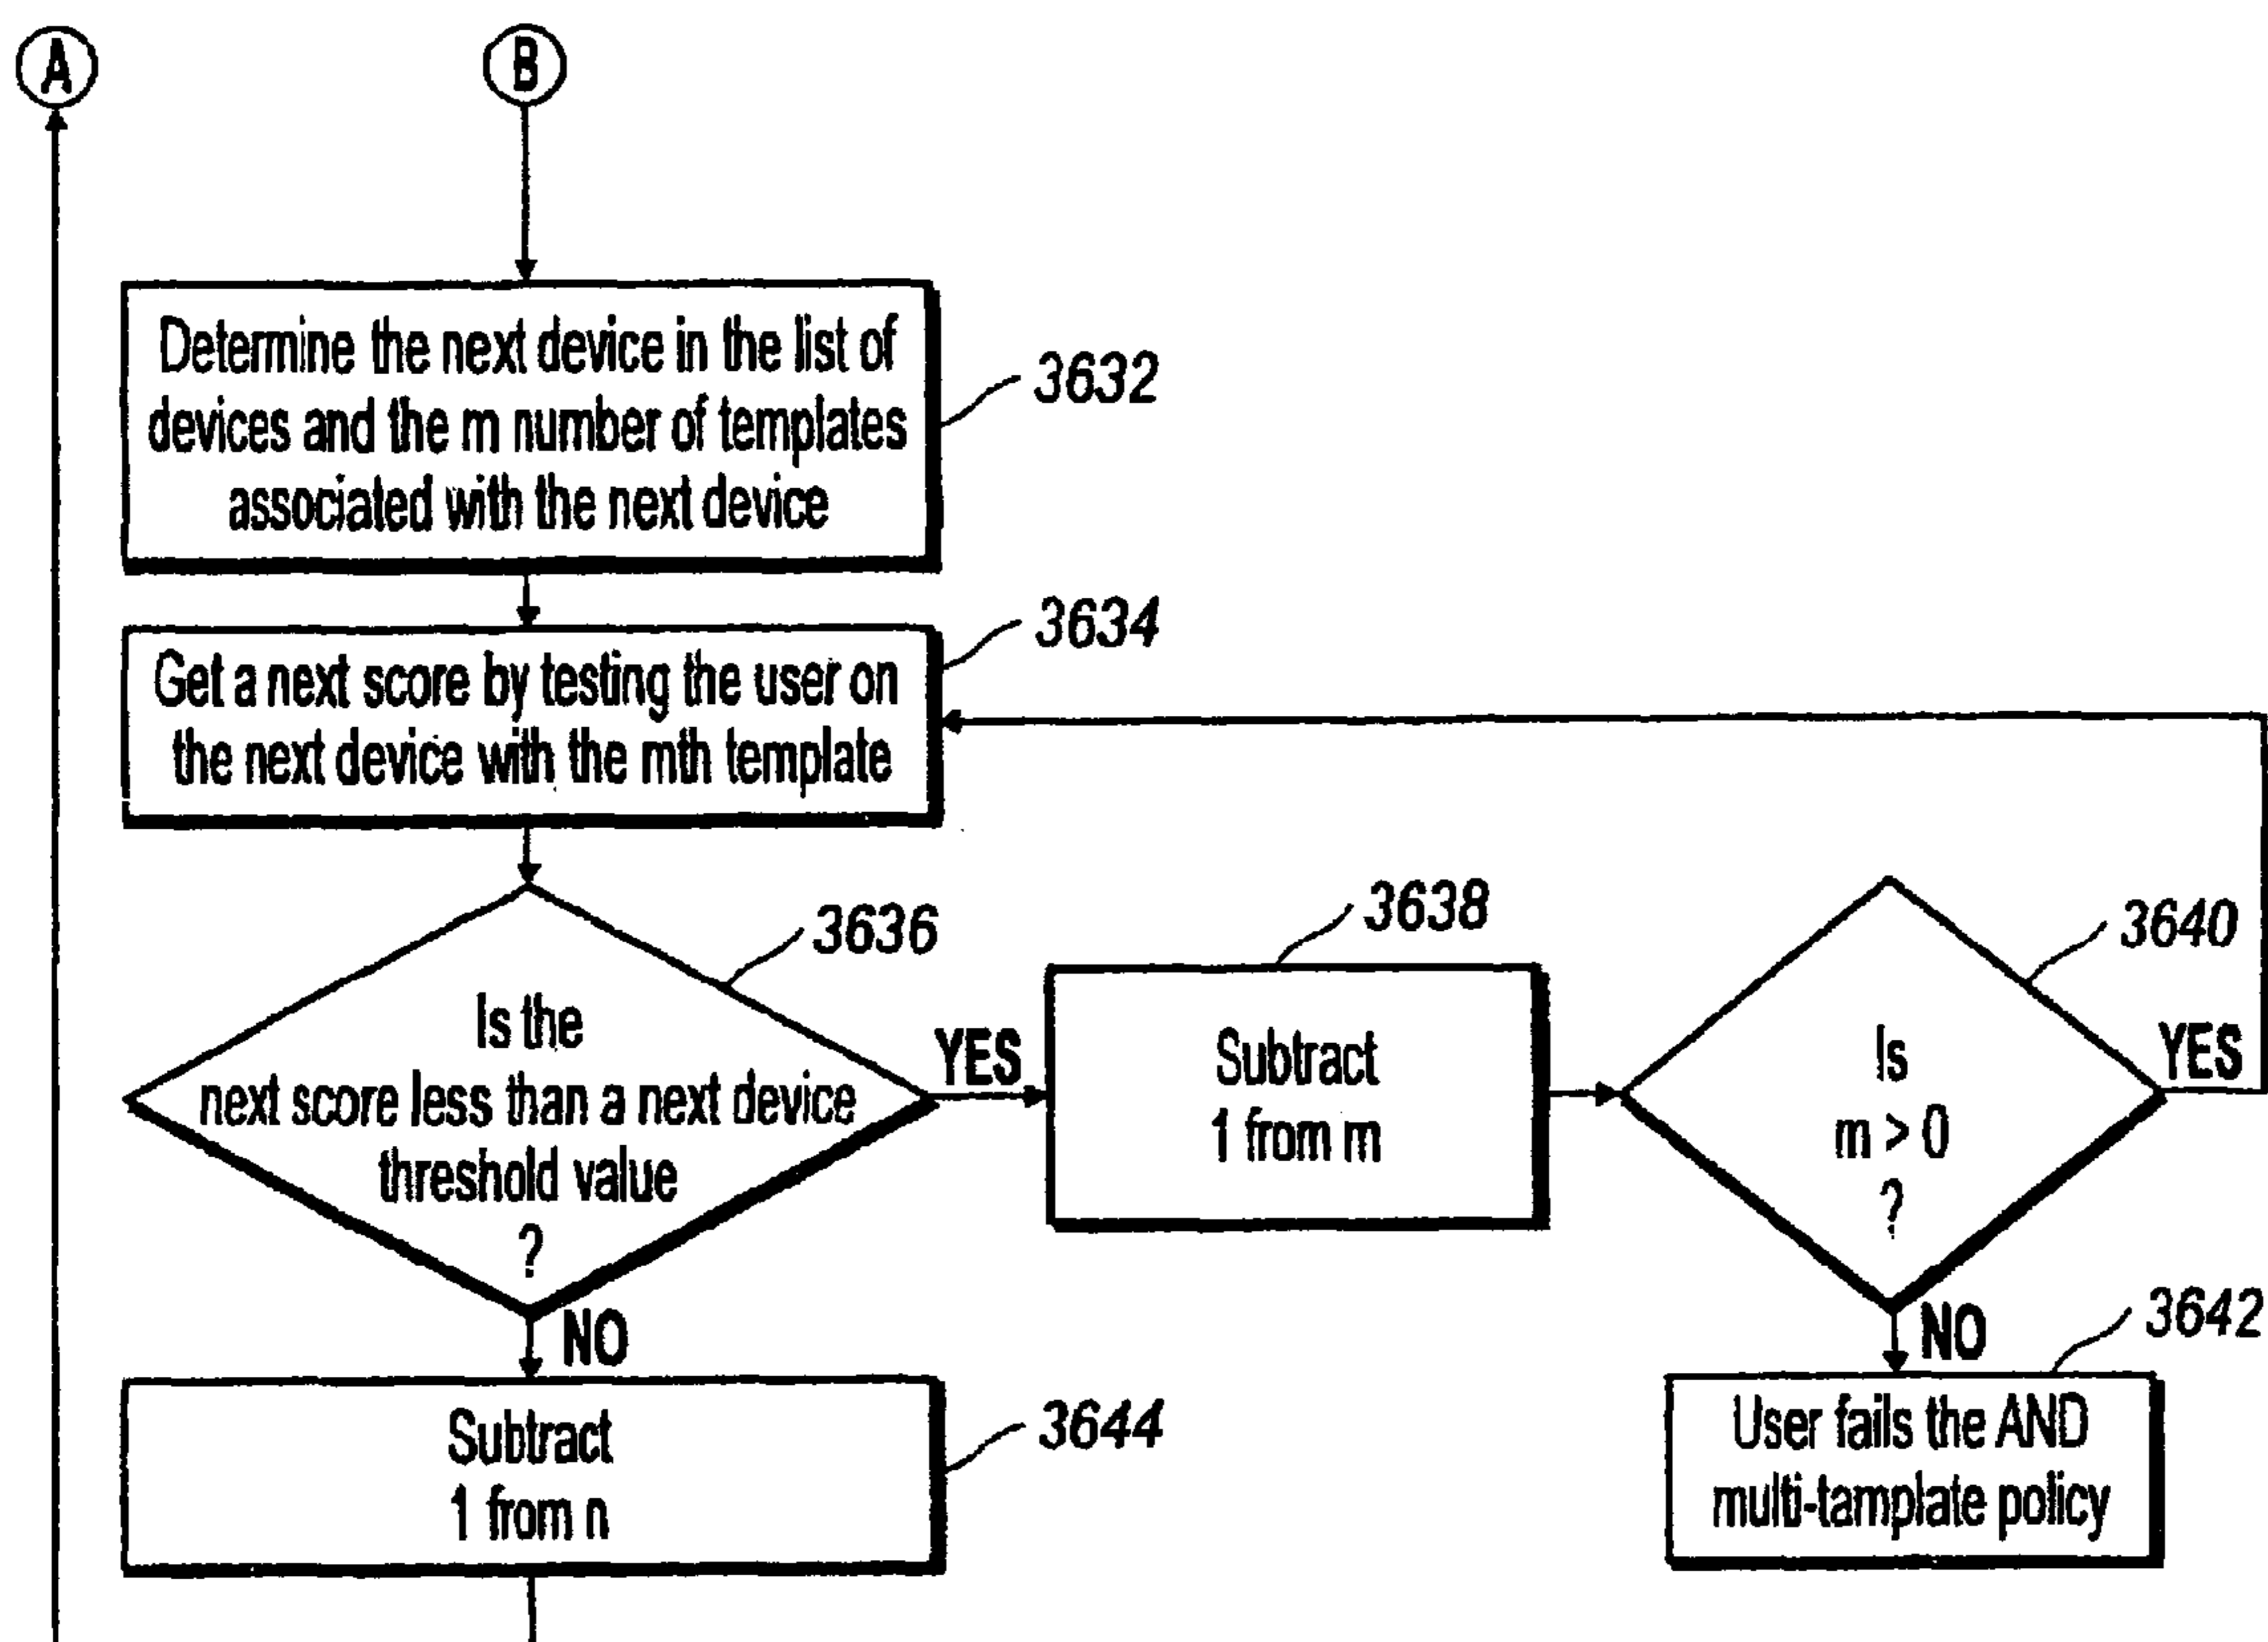 A
B
Determine the next device in the list of
devices and the m number of templates
associated with the next device
3632
Get a next score by testing the user on
the next device with the mth template
3634
Is the
next score less than a next device
threshold value
?
3636
YES
NO
Subtract
1 from m
3638
Is
m > 0
?
3640
YES
NO
User fails the AND
multi-tamplate policy
3642
Subtract
1 from n
3644